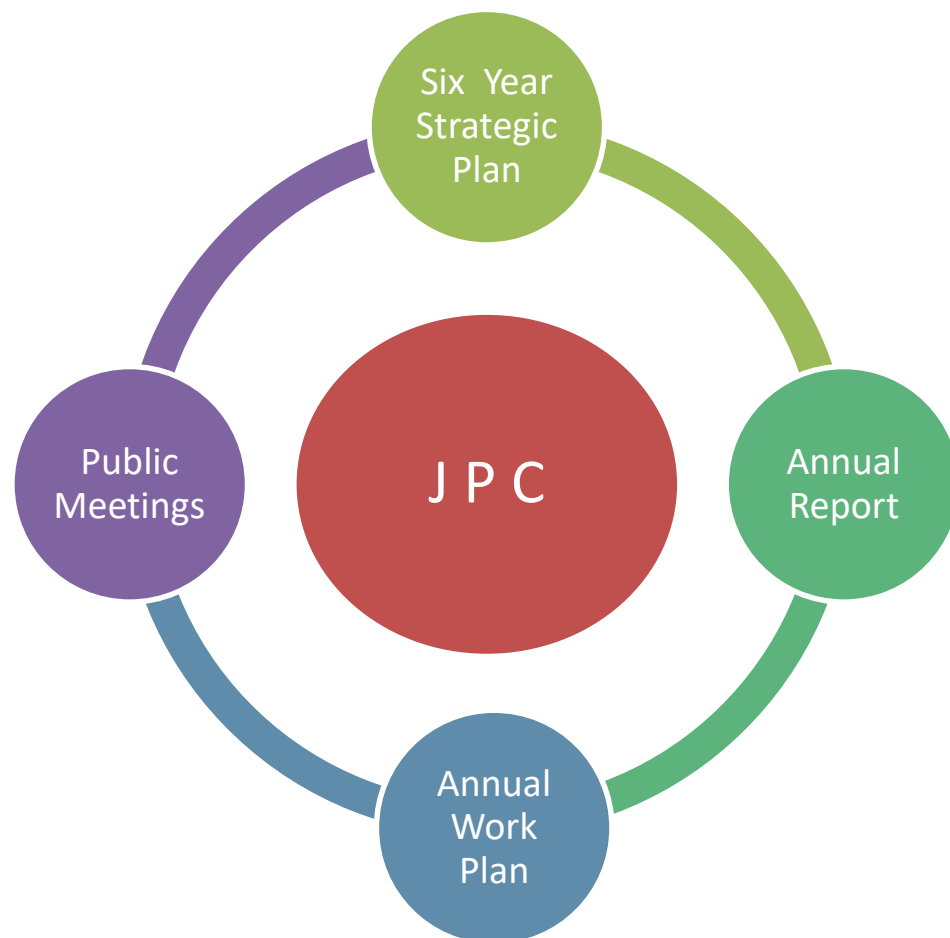 Six Year
Strategic
Plan
Public
Meetings
J P C
Annual
Report
Annual
Work
Plan